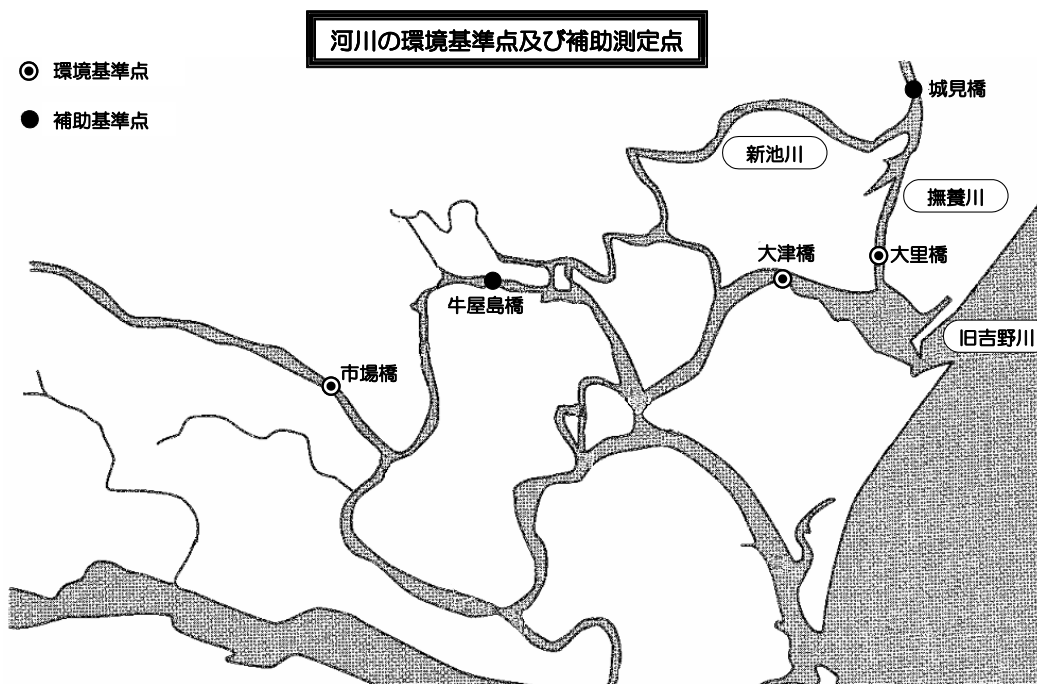 河川の環境基準点及び補助測定点
環境基準点
補助基準点
城見橋
新池川
撫養川
大津橋
大里橋
牛屋島橋
旧吉野川
市場橋